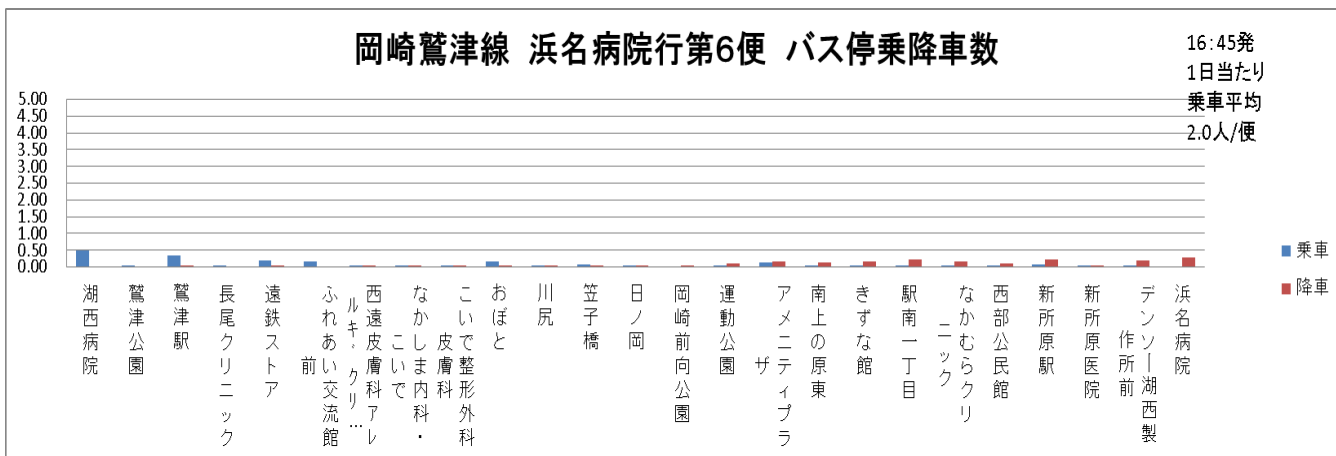 岡崎鷲津線 浜名病院行第6便 バス停乗降車数
16:45発
1日当たり
乗車平均
2.0人/便
5.00
4.50
4.00
3.50
3.00
2.50
2.00
1.50
1.00
0.50
0.00
湖西病院
鷲津公園
鷲津駅
長尾クリニック
遠鉄ストア
ふれあい交流館
前
西遠皮膚科アレ
ルギ、クリ…
なかしま内科・
こいで
こいで整形外科
皮膚科
おぼと
川尻
笠子橋
日ノ岡
岡崎前向公園
運動公園
アメニティプラ
ザ
南上の原東
きずな館
駅南一丁目
なかむらクリ
ニック
西部公民館
新所原駅
新所原医院
デンソー湖西製
作所前
浜名病院
乗車
降車